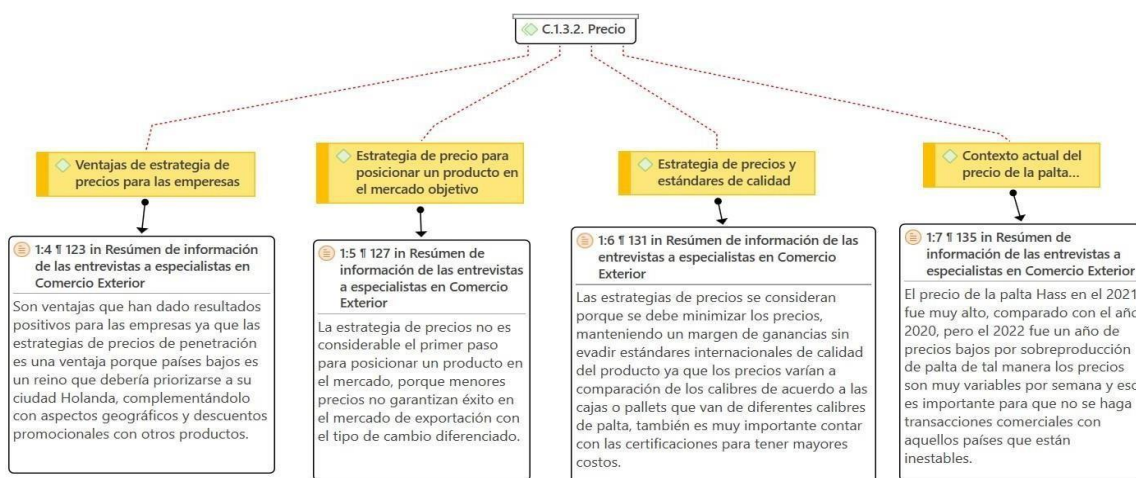 C.1.3.2. Precio
Ventajas de estrategia de
precios para las emperesas
Estrategia de precio para
posicionar un producto en
el mercado objetivo
Estrategia de precios y
estándares de calidad
Contexto actual del
precio de la palta...
1:4 ¶ 123 in Resúmen de información
de las entrevistas a especialistas en
Comercio Exterior
Son ventajas que han dado resultados
positivos para las empresas ya que las
estrategias de precios de penetración
es una ventaja porque países bajos es
un reino que debería priorizarse a su
ciudad Holanda, complementándolo
con aspectos geográficos y descuentos
promocionales con otros productos.
1:5 ¶ 127 in Resúmen de
información de las entrevistas
a especialistas en Comercio
Exterior
La estrategia de precios no es
considerable el primer paso
para posicionar un producto en
el mercado, porque menores
precios no garantizan éxito en
el mercado de exportación con
el tipo de cambio diferenciado.
1:6 ¶ 131 in Resúmen de información de las
entrevistas a especialistas en Comercio
Exterior
Las estrategias de precios se consideran
porque se debe minimizar los precios,
manteniendo un margen de ganancias sin
evadir estándares internacionales de calidad
del producto ya que los precios varían a
comparación de los calibres de acuerdo a las
cajas o pallets que van de diferentes calibres
de palta, también es muy importante contar
con las certificaciones para tener mayores
costos.
1:7 ¶ 135 in Resúmen de
información de las entrevistas a
especialistas en Comercio Exterior
El precio de la palta Hass en el 2021
fue muy alto, comparado con el año
2020, pero el 2022 fue un año de
precios bajos por sobreproducción
de palta de tal manera los precios
son muy variables por semana y eso
es importante para que no se haga
transacciones comerciales con
aquellos países que están
inestables.